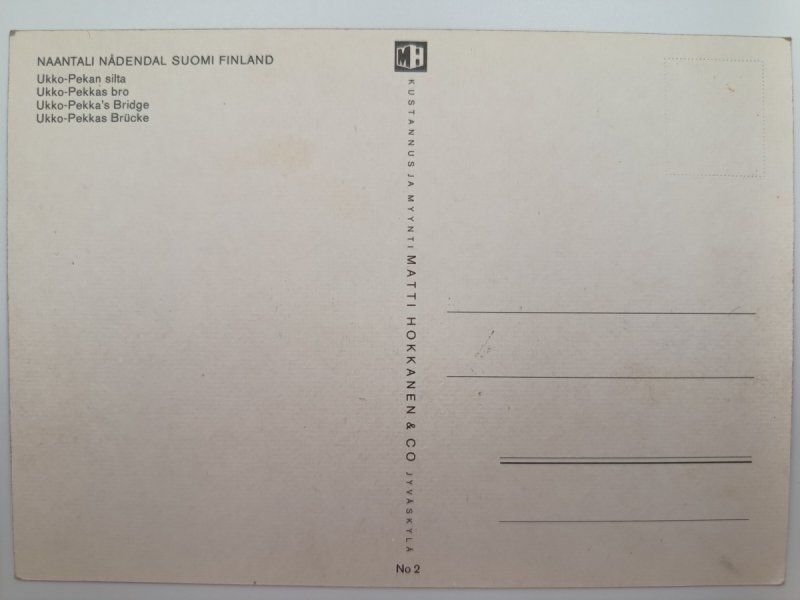 NAANTALI NÅDENDAL SUOMI FINLAND
Ukko-Pekan silta
Ukko-Pekkas bro
Ukko-Pekka's Bridge
Ukko-Pekkas Brücke
MH
KUSTANNUS JA MYYNTI MATTI HOKKANEN & CO JYVÄSKYLÄ
No 2